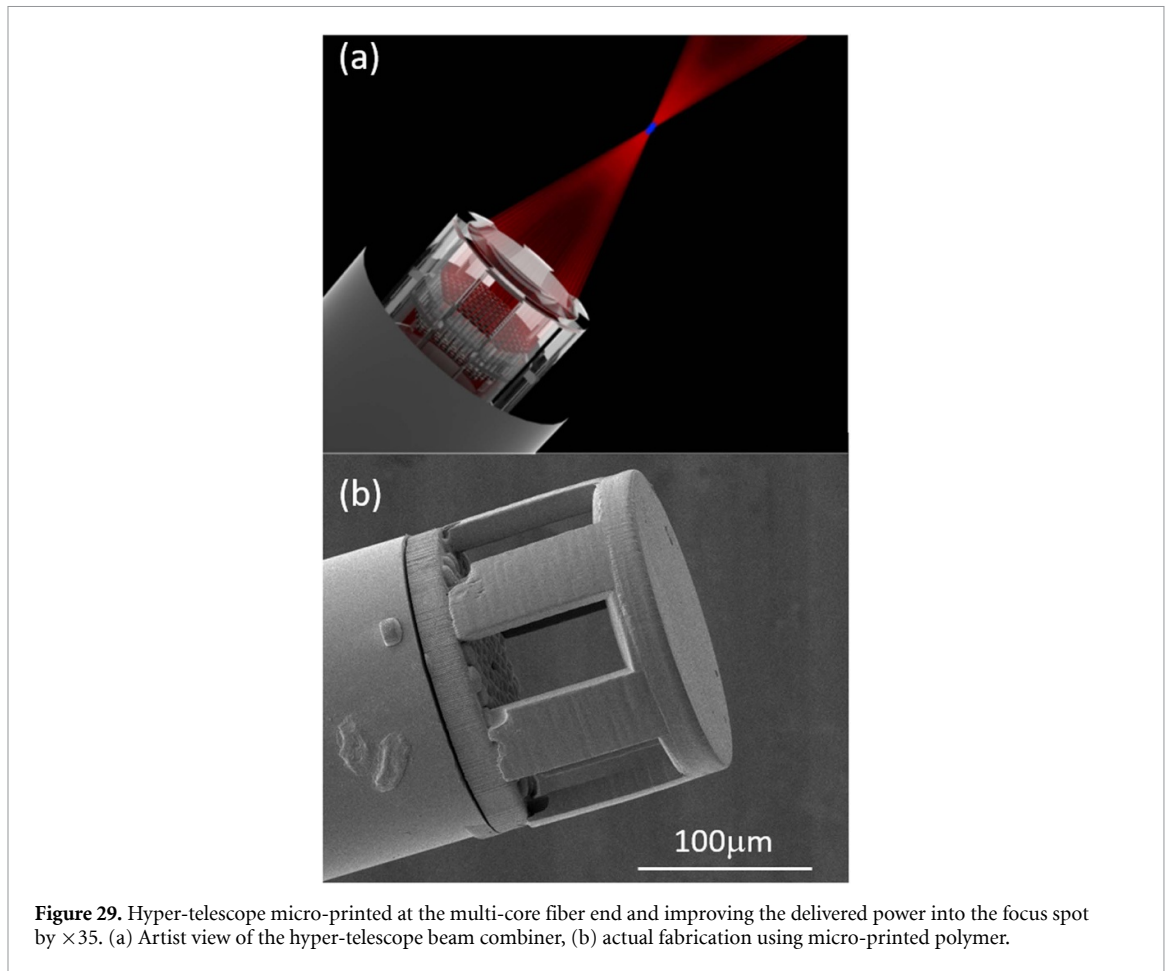 (a)
(b)
100μm
Figure 29. Hyper-telescope micro-printed at the multi-core fiber end and improving the delivered power into the focus spot
by ×35. (a) Artist view of the hyper-telescope beam combiner, (b) actual fabrication using micro-printed polymer.